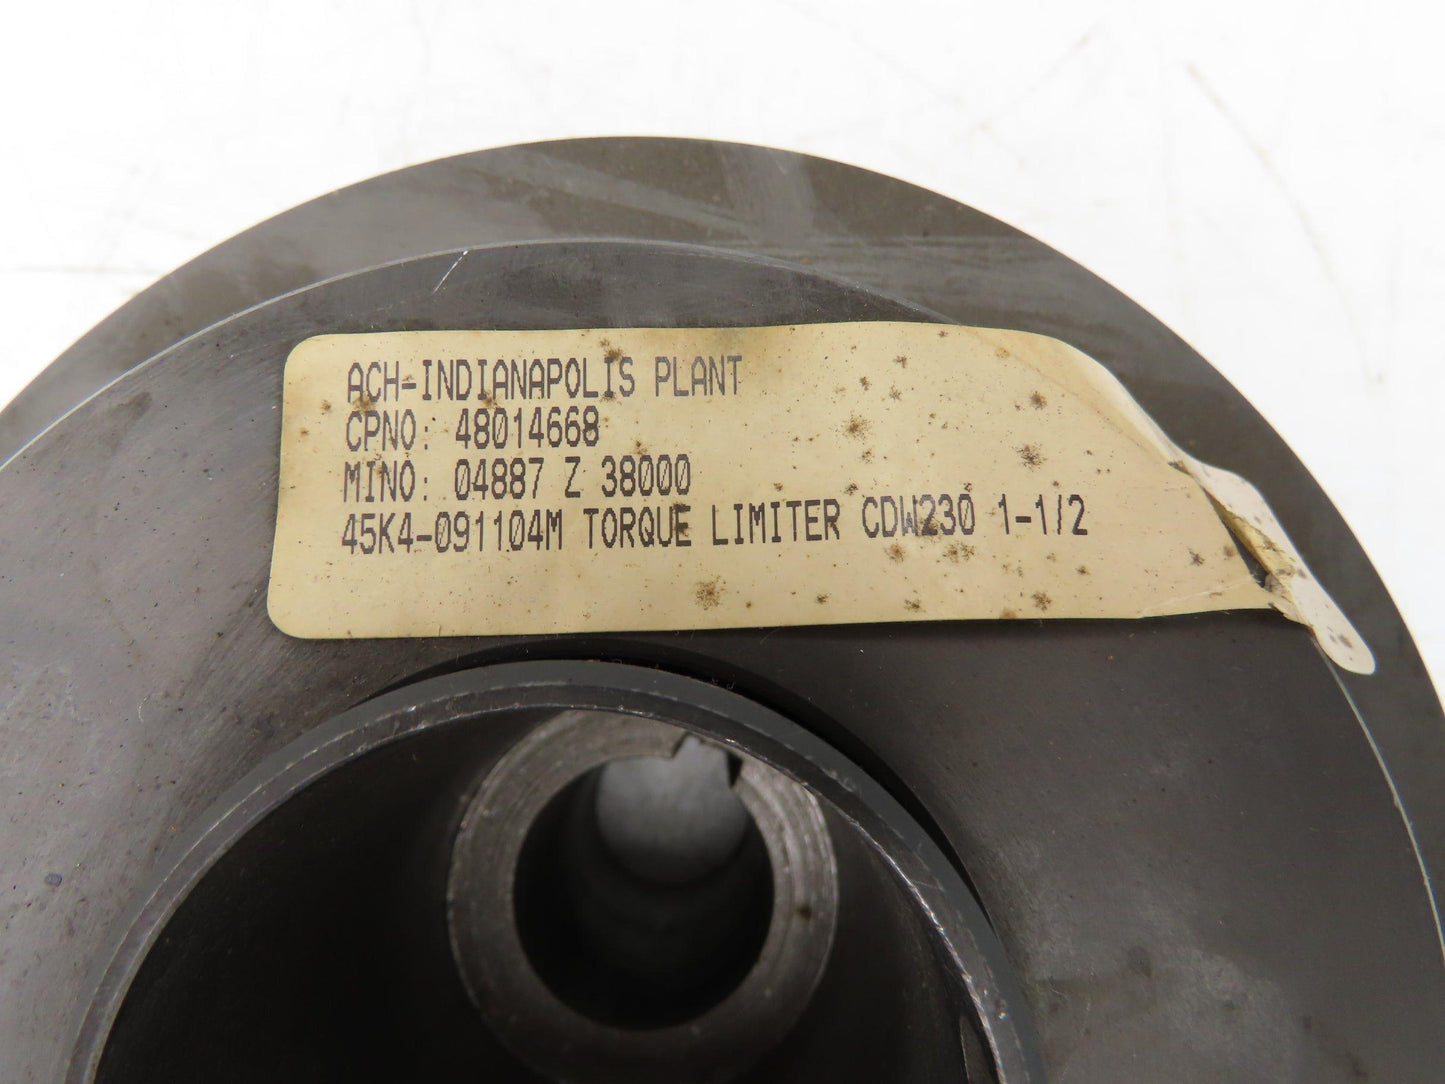 ACH-INDIANAPOLIS PLANT
CPNO: 48014668
MINO: 04887 Z 38000
45K4-091104M TORQUE LIMITER CDW230 1-1/2